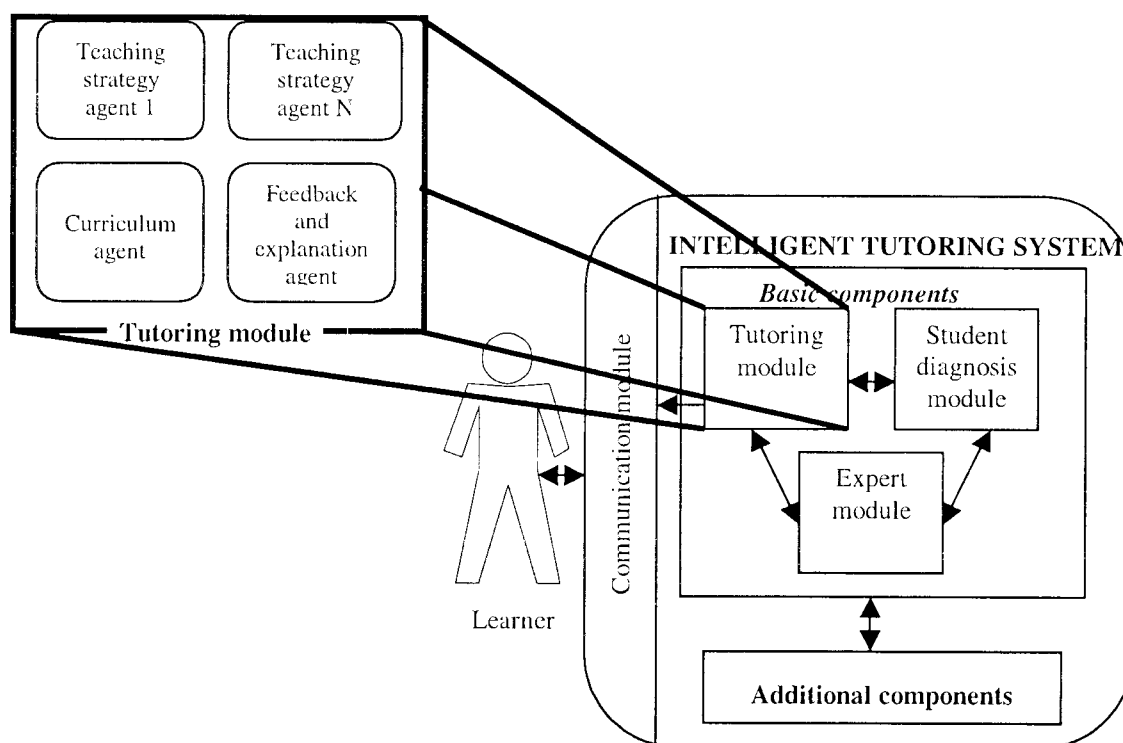 Teaching
strategy
agent 1
Teaching
strategy
agent N
Curriculum
agent
Feedback
and
explanation
agent
Tutoring module
Learner
Communication module
INTELLIGENT TUTORING SYSTEM
Basic components
Tutoring
module
Student
diagnosis
module
Expert
module
Additional components